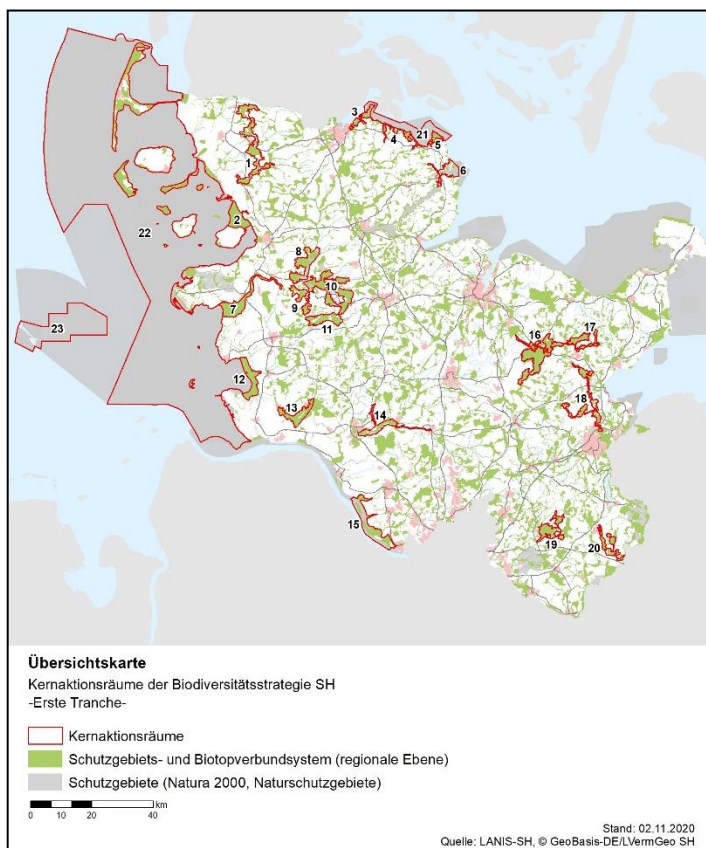 3
21
4
5
6
1
2
22
8
10
9
11
7
23
16
17
12
18
13
14
15
19
20
Übersichtskarte
Kernaktionsräume der Biodiversitätsstrategie SH
-Erste Tranche-
Kernaktionsräume
Schutzgebiets- und Biotopverbundsystem (regionale Ebene)
Schutzgebiete (Natura 2000, Naturschutzgebiete)
km
0 10 20 40
Stand: 02.11.2020
Quelle: LANIS-SH, © GeoBasis-DE/LVermGeo SH